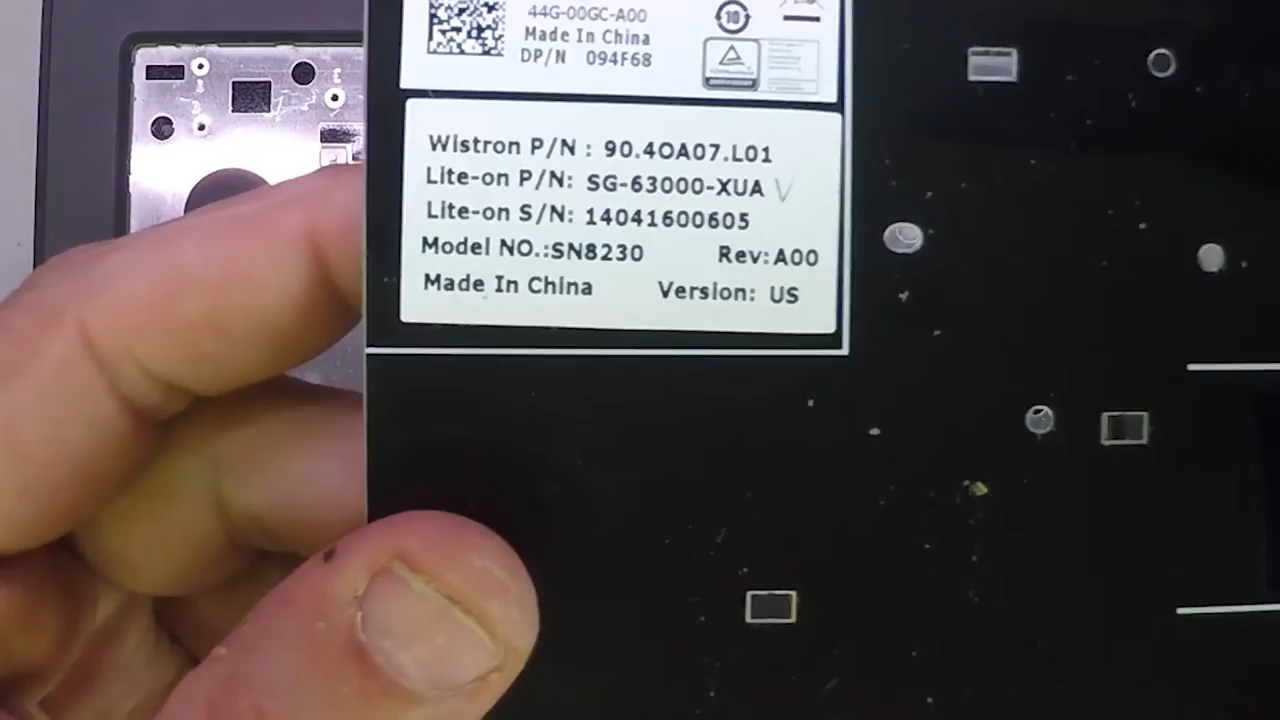 44G-00GC-A00
Made In China
DP/N 094F68
10
Wistron P/N : 90.4OA07.L01
Lite-on P/N: SG-63000-XUA V
Lite-on S/N: 14041600605
Model NO.:SN8230 Rev:A00
Made In China Version: US